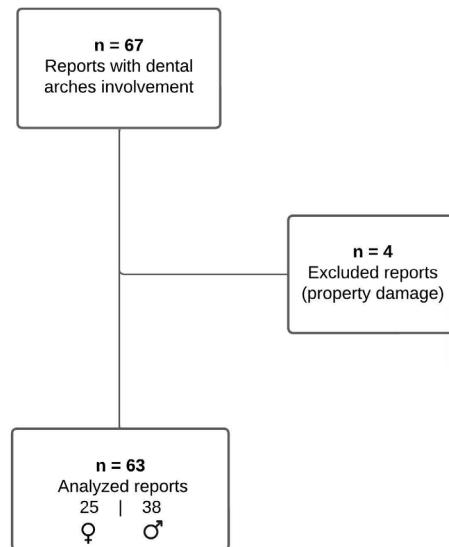 n = 67
Reports with dental
arches involvement
n = 4
Excluded reports
(property damage)
n = 63
Analyzed reports
25 | 38
♀ ♂